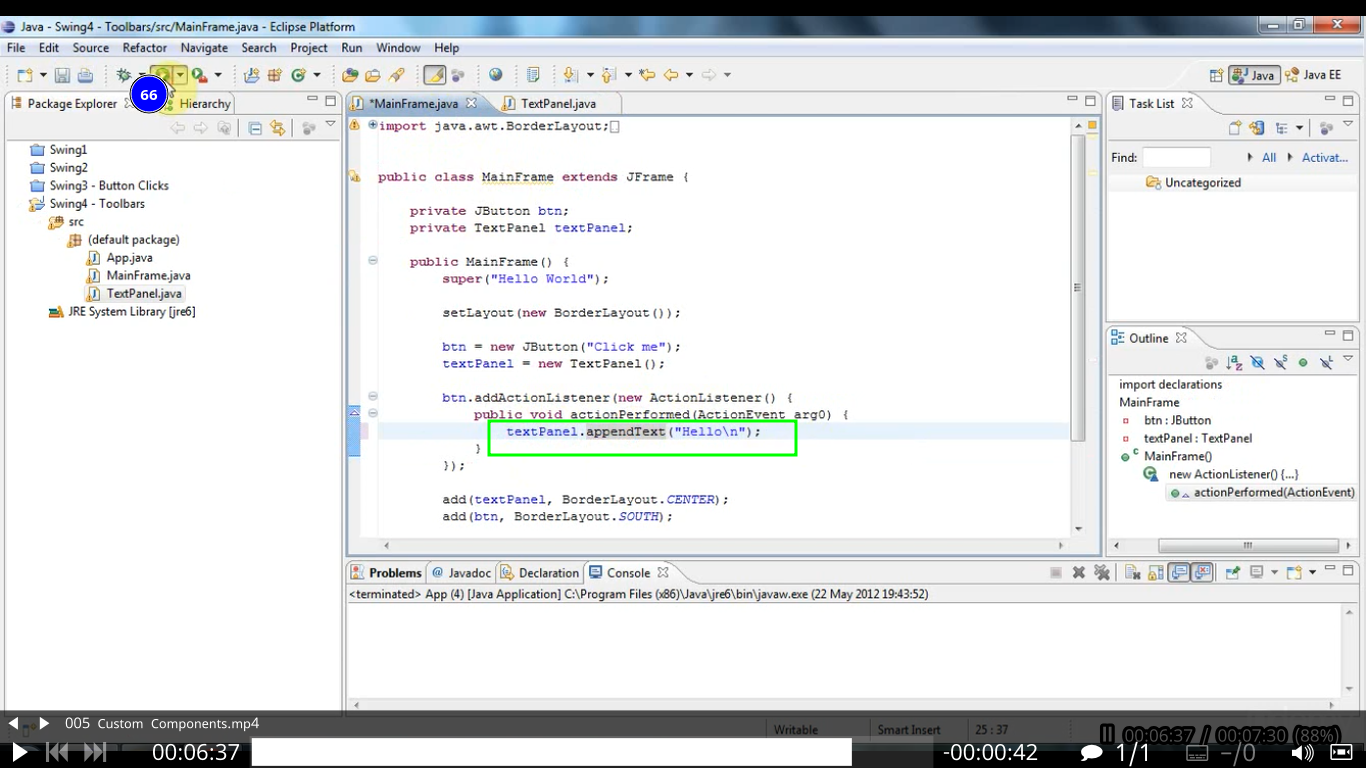 Java - Swing4 - Toolbars/src/MainFrame.java - Eclipse Platform
File Edit Source Refactor Navigate Search Project Run Window Help
66
Java Java EE
Package Explorer Hierarchy
Swing1
Swing2
Swing3 - Button Clicks
Swing4 - Toolbars
src
(default package)
App.java
MainFrame.java
TextPanel.java
JRE System Library [jre6]
*MainFrame.java TextPanel.java
import java.awt.BorderLayout;
public class MainFrame extends JFrame {
private JButton btn;
private TextPanel textPanel;
public MainFrame() {
super("Hello World");
setLayout(new BorderLayout());
btn = new JButton("Click me");
textPanel = new TextPanel();
btn.addActionListener(new ActionListener() {
public void actionPerformed(ActionEvent arg0) {
textPanel.appendText("Hello\n");
}
});
add(textPanel, BorderLayout.CENTER);
add(btn, BorderLayout.SOUTH);
Task List
Find: All Activat...
Uncategorized
Outline
import declarations
MainFrame
btn : JButton
textPanel : TextPanel
MainFrame()
new ActionListener() {...}
actionPerformed(ActionEvent)
Problems @ Javadoc Declaration Console
<terminated> App (4) [Java Application] C:\Program Files (x86)\Java\jre6\bin\javaw.exe (22 May 2012 19:43:52)
005 Custom Components.mp4
Writable Smart Insert 25 : 37
00:06:37 / 00:07:30 (88%)
00:06:37 -00:00:42 1/1 -/0